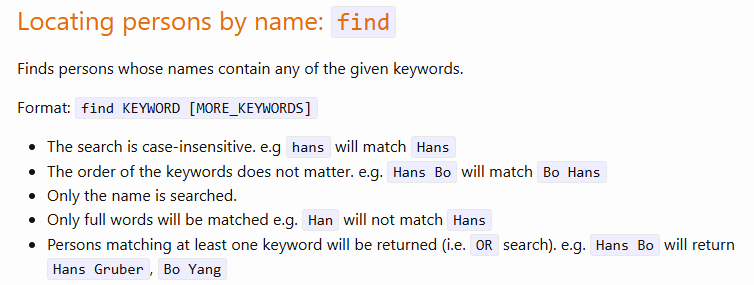 Locating persons by name: find
Finds persons whose names contain any of the given keywords.
Format: find KEYWORD [MORE_KEYWORDS]
The search is case-insensitive. e.g hans will match Hans
The order of the keywords does not matter. e.g. Hans Bo will match Bo Hans
Only the name is searched.
Only full words will be matched e.g. Han will not match Hans
Persons matching at least one keyword will be returned (i.e. OR search). e.g. Hans Bo will return
Hans Gruber, Bo Yang